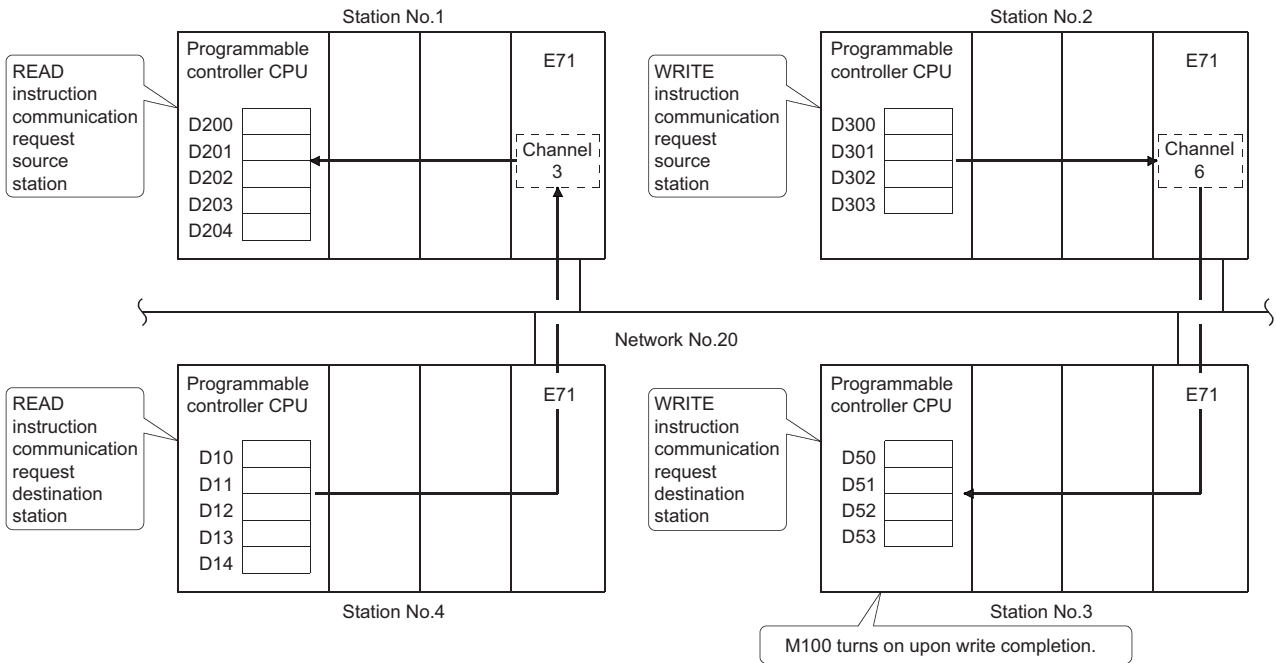 Station No.1
READ
instruction
communication
request
source
station
Programmable
controller CPU
D200
D201
D202
D203
D204
E71
Channel
3
Station No.2
WRITE
instruction
communication
request
source
station
Programmable
controller CPU
D300
D301
D302
D303
E71
Channel
6
Network No.20
READ
instruction
communication
request
destination
station
Programmable
controller CPU
D10
D11
D12
D13
D14
E71
Station No.4
WRITE
instruction
communication
request
destination
station
Programmable
controller CPU
D50
D51
D52
D53
E71
Station No.3
M100 turns on upon write completion.